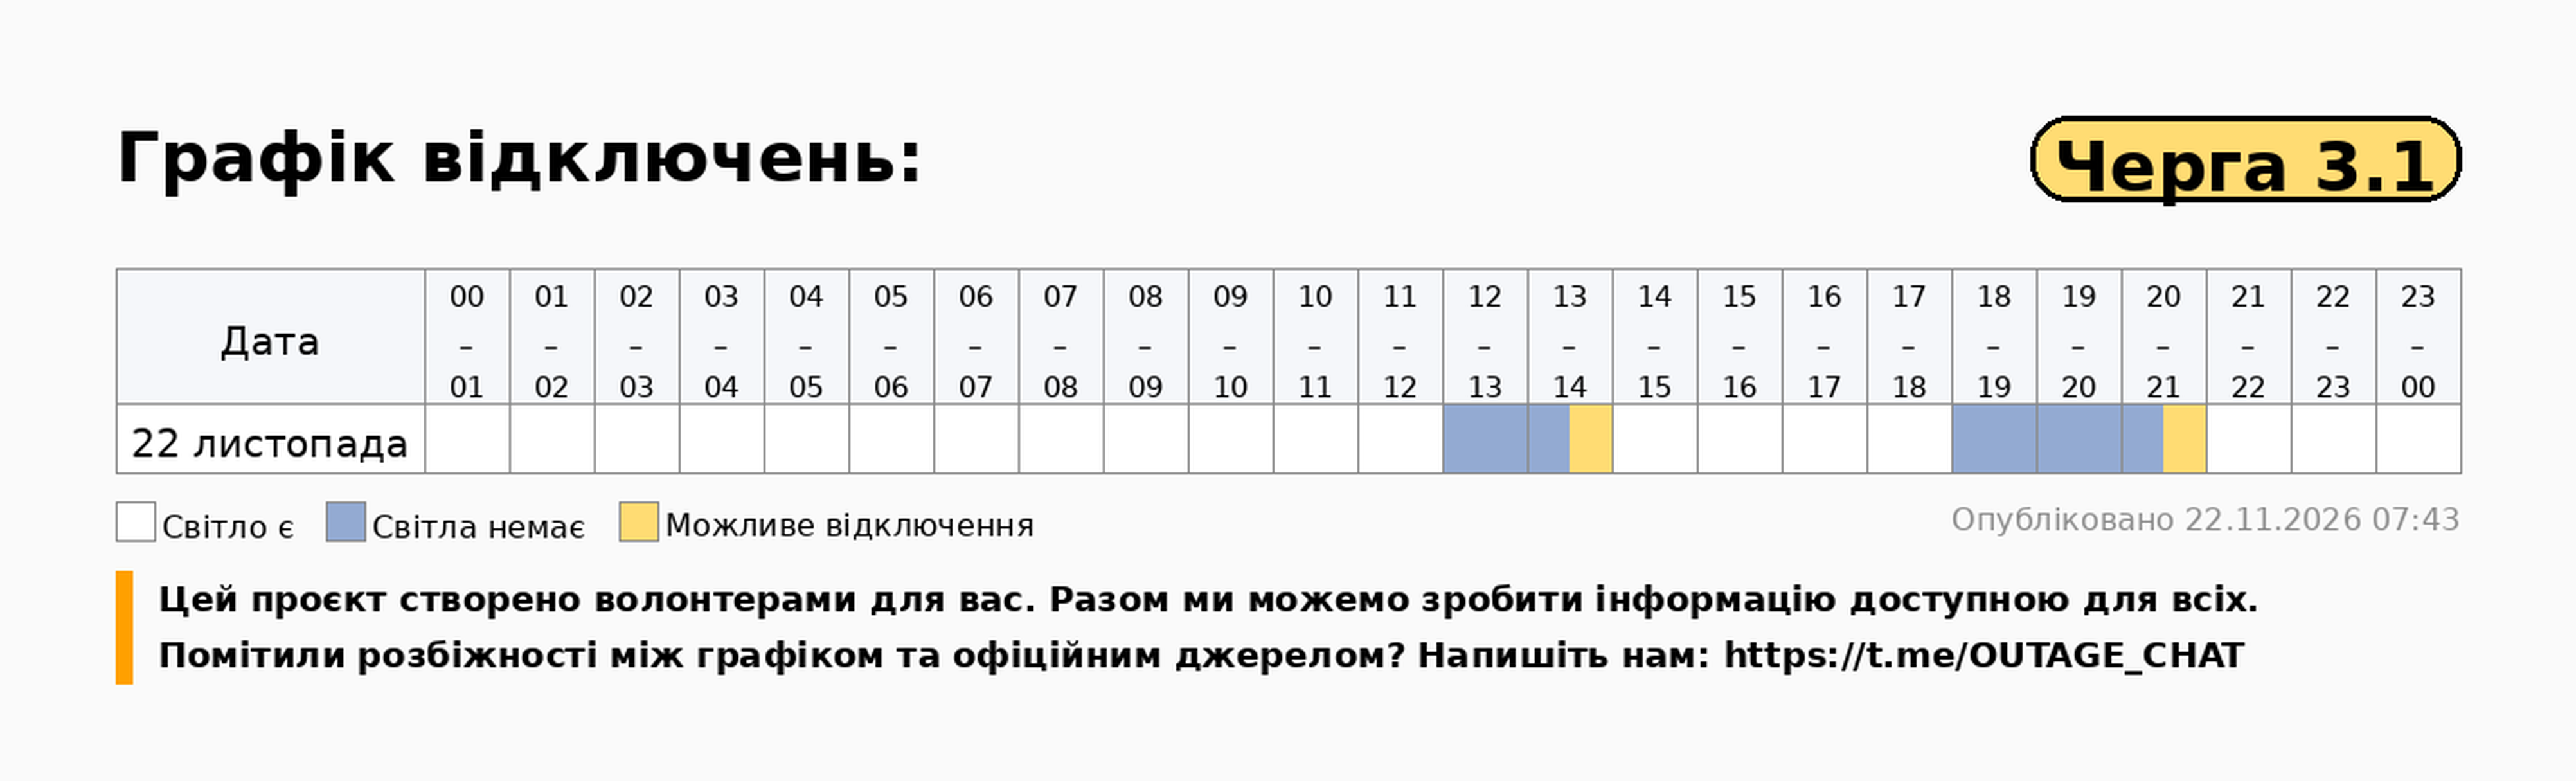 Графік відключень:
Черга 3.1
Дата 00 – 01 01 – 02 02 – 03 03 – 04 04 – 05 05 – 06 06 – 07 07 – 08 08 – 09 09 – 10 10 – 11 11 – 12 12 – 13 13 – 14 14 – 15 15 – 16 16 – 17 17 – 18 18 – 19 19 – 20 20 – 21 21 – 22 22 – 23 23 – 00
22 листопада
Світло є Світла немає Можливе відключення
Опубліковано 22.11.2026 07:43
Цей проєкт створено волонтерами для вас. Разом ми можемо зробити інформацію доступною для всіх.
Помітили розбіжності між графіком та офіційним джерелом? Напишіть нам: https://t.me/OUTAGE_CHAT